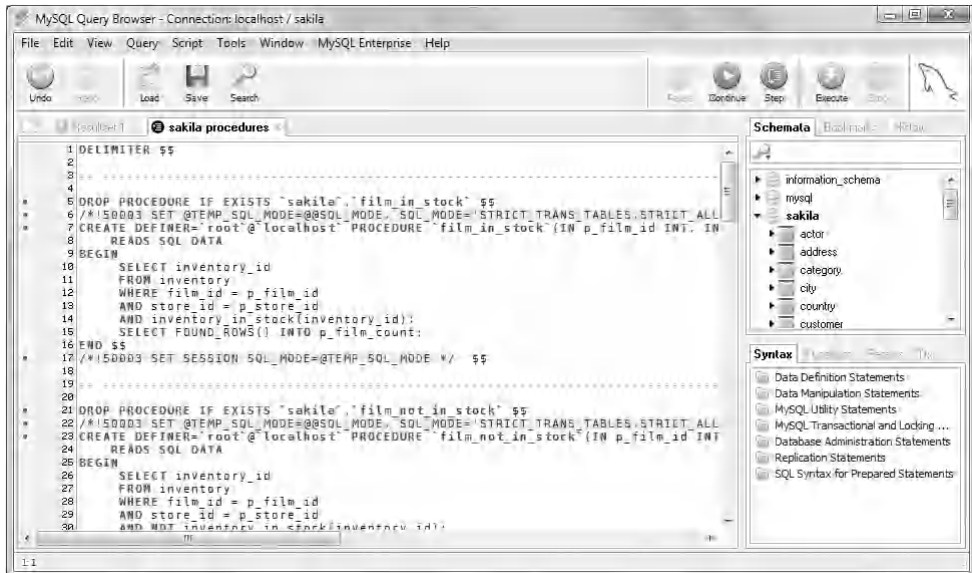 MySQL Query Browser - Connection: localhost / sakila
File Edit View Query Script Tools Window MySQL Enterprise Help
Undo Load Save Search Continue Step Execute
Resultset 1 sakila procedures
1 DELIMITER $$
2
3 -- --------------------------------------------------------------------------------
4
5 DROP PROCEDURE IF EXISTS `sakila`.`film_in_stock` $$
6 /*!50003 SET @TEMP_SQL_MODE=@@SQL_MODE, SQL_MODE='STRICT_TRANS_TABLES,STRICT_ALL
7 CREATE DEFINER=`root`@`localhost` PROCEDURE `film_in_stock`(IN p_film_id INT, IN
8 READS SQL DATA
9 BEGIN
10 SELECT inventory_id
11 FROM inventory
12 WHERE film_id = p_film_id
13 AND store_id = p_store_id
14 AND inventory_in_stock(inventory_id);
15 SELECT FOUND_ROWS() INTO p_film_count;
16 END $$
17 /*!50003 SET SESSION SQL_MODE=@TEMP_SQL_MODE */ $$
18
19 -- --------------------------------------------------------------------------------
20
21 DROP PROCEDURE IF EXISTS `sakila`.`film_not_in_stock` $$
22 /*!50003 SET @TEMP_SQL_MODE=@@SQL_MODE, SQL_MODE='STRICT_TRANS_TABLES,STRICT_ALL
23 CREATE DEFINER=`root`@`localhost` PROCEDURE `film_not_in_stock`(IN p_film_id INT
24 READS SQL DATA
25 BEGIN
26 SELECT inventory_id
27 FROM inventory
28 WHERE film_id = p_film_id
29 AND store_id = p_store_id
30 AND NOT inventory_in_stock(inventory_id);
1:1
Schemata Bookmarks History
information_schema
mysql
sakila
actor
address
category
city
country
customer
Syntax
Data Definition Statements
Data Manipulation Statements
MySQL Utility Statements
MySQL Transactional and Locking ...
Database Administration Statements
Replication Statements
SQL Syntax for Prepared Statements